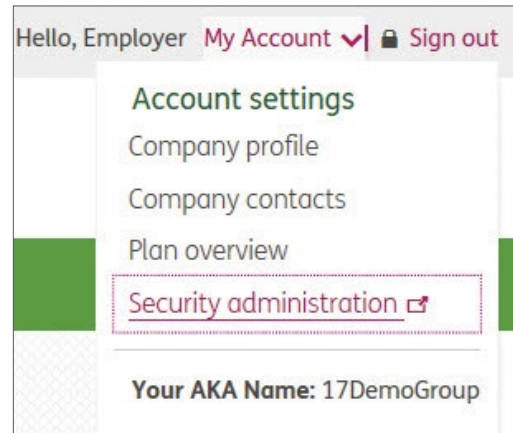 Hello, Employer My Account Sign out
Account settings
Company profile
Company contacts
Plan overview
Security administration
Your AKA Name: 17DemoGroup